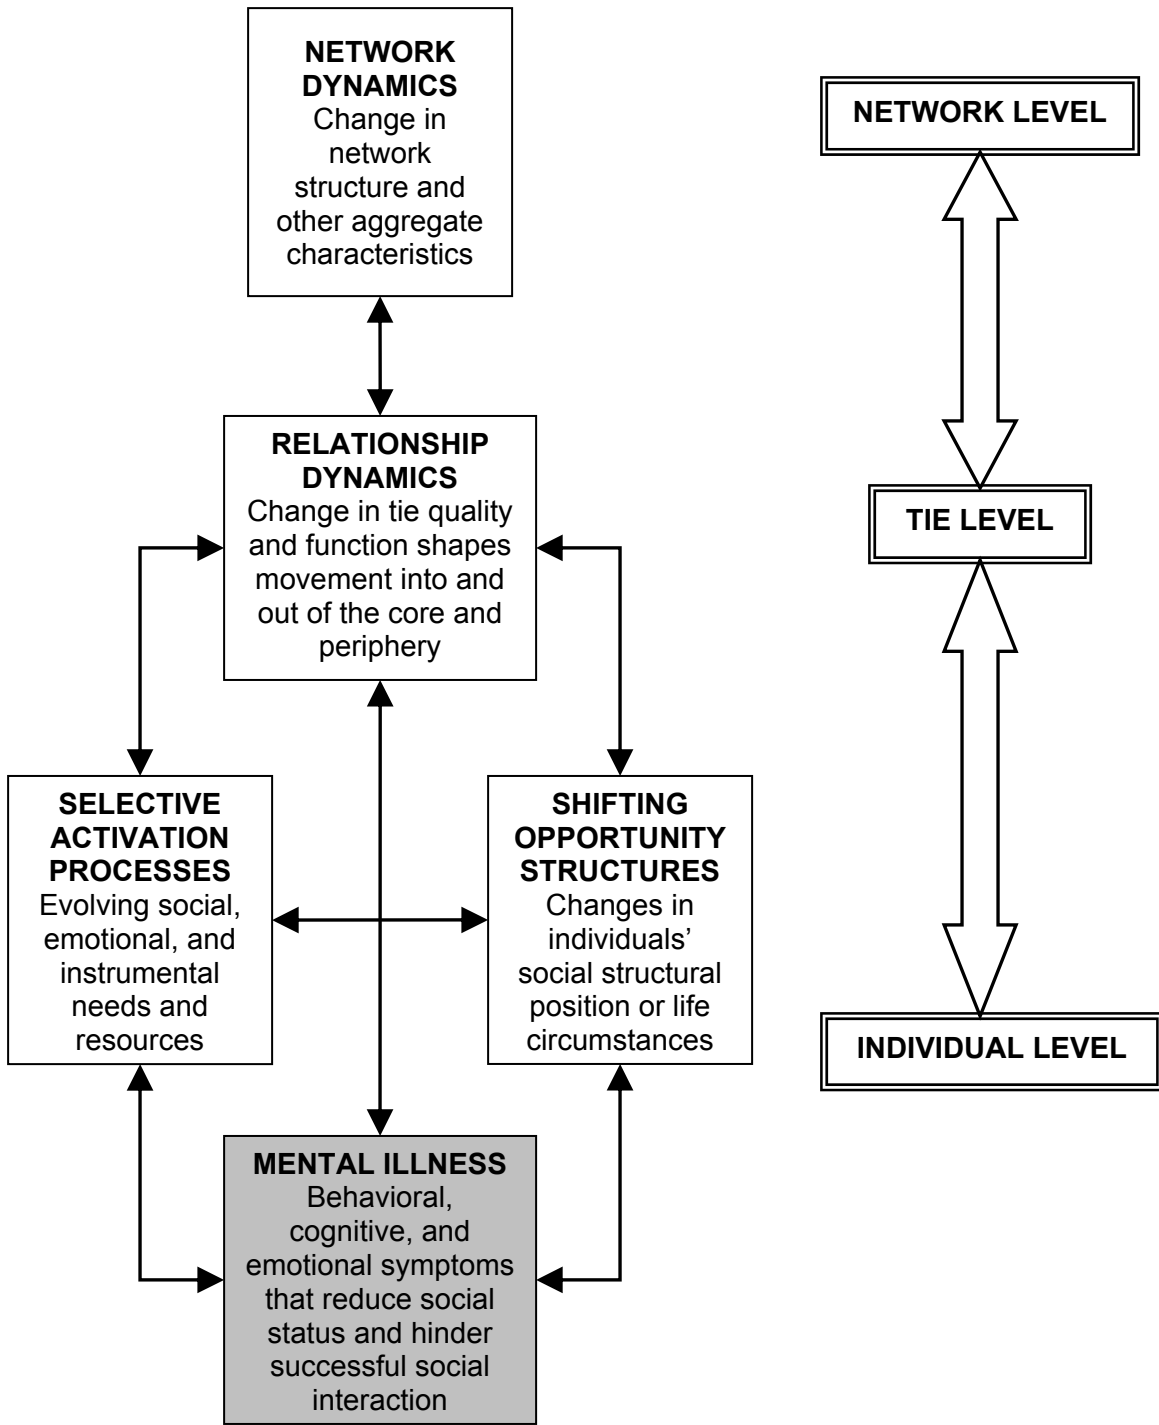 NETWORK
DYNAMICS
Change in
network
structure and
other aggregate
characteristics
NETWORK LEVEL
RELATIONSHIP
DYNAMICS
Change in tie quality
and function shapes
movement into and
out of the core and
periphery
TIE LEVEL
SELECTIVE
ACTIVATION
PROCESSES
Evolving social,
emotional, and
instrumental
needs and
resources
SHIFTING
OPPORTUNITY
STRUCTURES
Changes in
individuals’
social structural
position or life
circumstances
INDIVIDUAL LEVEL
MENTAL ILLNESS
Behavioral,
cognitive, and
emotional symptoms
that reduce social
status and hinder
successful social
interaction